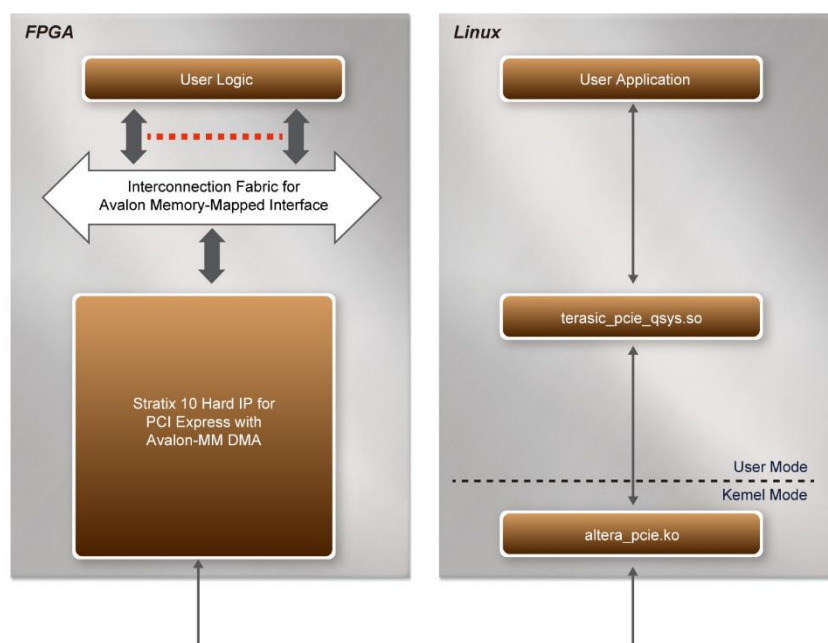 FPGA
User Logic
Interconnection Fabric for
Avalon Memory-Mapped Interface
Stratix 10 Hard IP for
PCI Express with
Avalon-MM DMA
Linux
User Application
terasic_pcie_qsys.so
User Mode
Kemel Mode
altera_pcie.ko